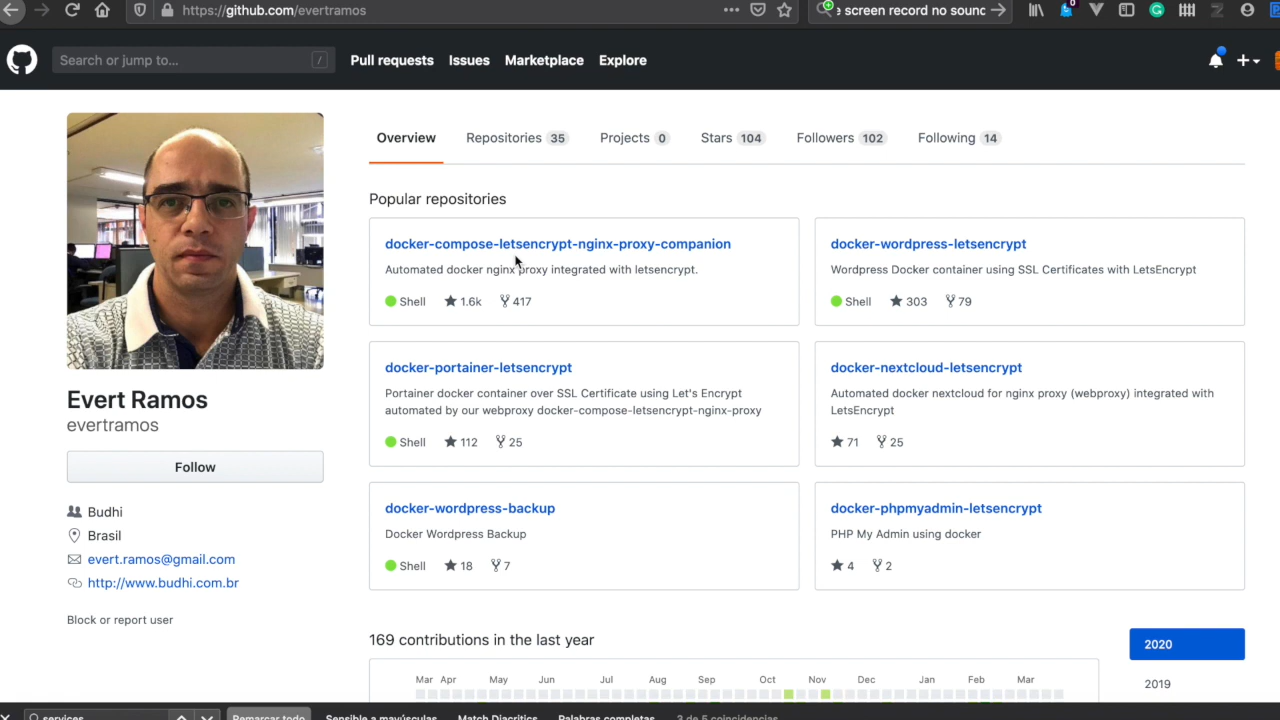 https://github.com/evertramos
screen record no sound
0
Search or jump to...
/
Pull requests Issues Marketplace Explore
Overview Repositories 35 Projects 0 Stars 104 Followers 102 Following 14
Popular repositories
docker-compose-letsencrypt-nginx-proxy-companion
Automated docker nginx proxy integrated with letsencrypt.
Shell 1.6k 417
docker-wordpress-letsencrypt
Wordpress Docker container using SSL Certificates with LetsEncrypt
Shell 303 79
docker-portainer-letsencrypt
Portainer docker container over SSL Certificate using Let's Encrypt
automated by our webproxy docker-compose-letsencrypt-nginx-proxy
Shell 112 25
docker-nextcloud-letsencrypt
Automated docker nextcloud for nginx proxy (webproxy) integrated with
LetsEncrypt
71 25
docker-wordpress-backup
Docker Wordpress Backup
Shell 18 7
docker-phpmyadmin-letsencrypt
PHP My Admin using docker
4 2
Evert Ramos
evertramos
Follow
Budhi
Brasil
evert.ramos@gmail.com
http://www.budhi.com.br
Block or report user
169 contributions in the last year
2020
2019
Mar Apr May Jun Jul Aug Sep Oct Nov Dec Jan Feb Mar
services
Remarcar todo Sensible a mayúsculas Match Diacritics Palabras completas 3 de 5 coincidencias